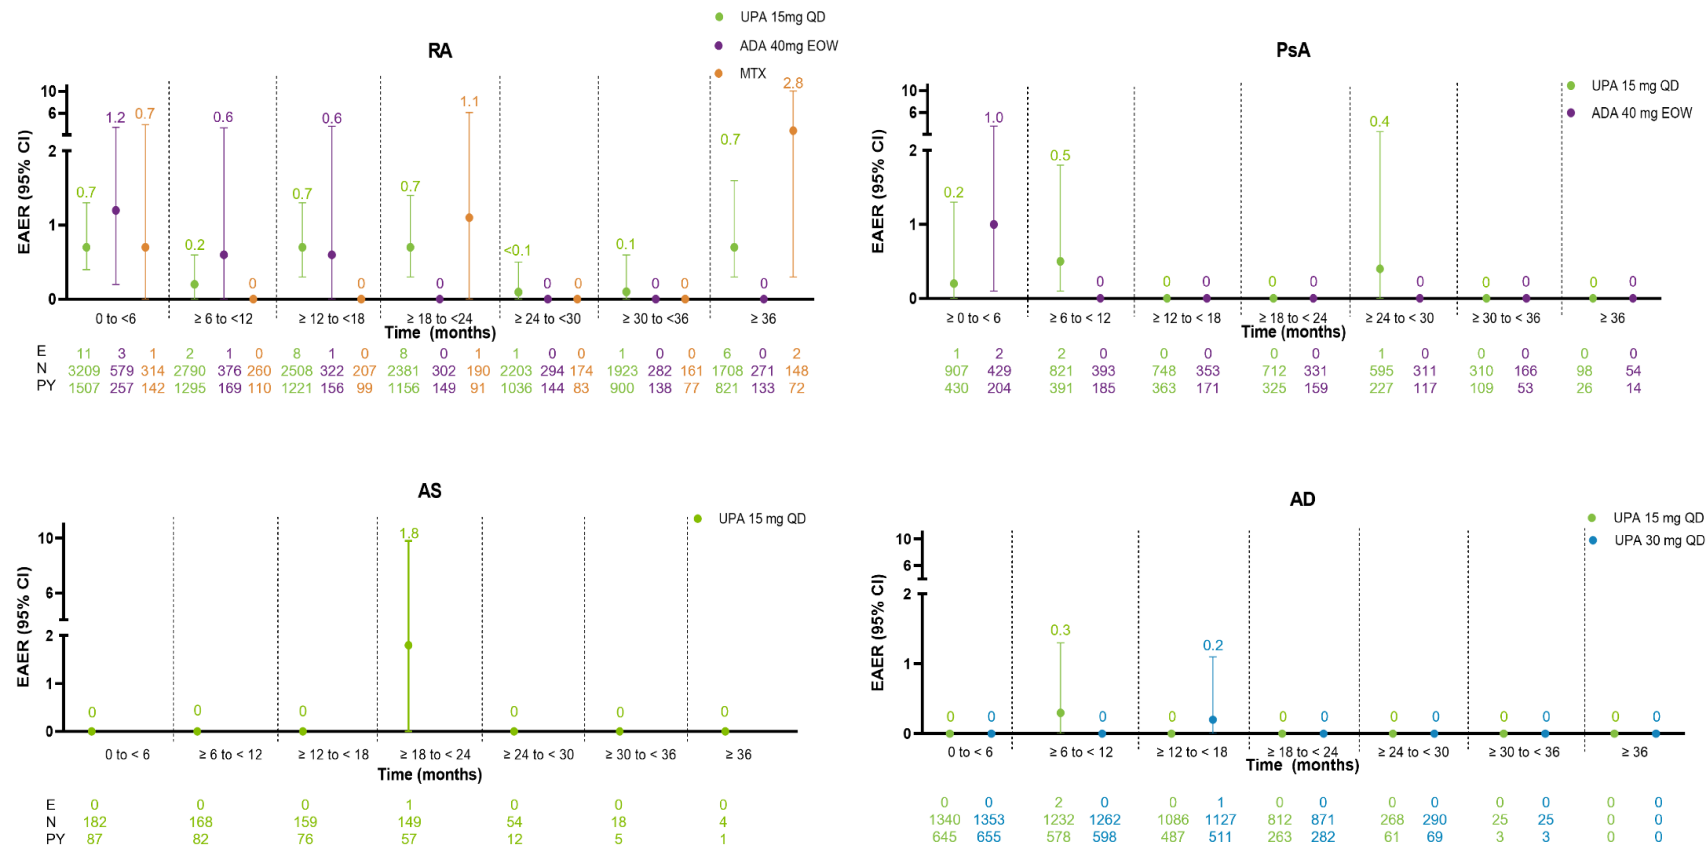 RA
UPA 15mg QD
ADA 40mg EOW
MTX
EAER (95% CI)
10
6
2
1
0
0.7 1.2 0.7
0.2 0.6 0
0.7 0.6 0
0.7 0 1.1
<0.1 0 0
0.1 0 0
0.7 0 2.8
0 to <6 ≥ 6 to <12 ≥ 12 to <18 ≥ 18 to <24 ≥ 24 to <30 ≥ 30 to <36 ≥ 36
Time (months)
E 11 3 1 2 1 0 8 1 0 8 0 1 1 0 0 1 0 0 6 0 2
N 3209 579 314 2790 376 260 2508 322 207 2381 302 190 2203 294 174 1923 282 161 1708 271 148
PY 1507 257 142 1295 169 110 1221 156 99 1156 149 91 1036 144 83 900 138 77 821 133 72
PsA
UPA 15 mg QD
ADA 40 mg EOW
EAER (95% CI)
10
6
2
1
0
0.2 1.0
0.5 0
0 0
0 0
0.4 0
0 0
0 0
≥ 0 to < 6 ≥ 6 to < 12 ≥ 12 to < 18 ≥ 18 to < 24 ≥ 24 to < 30 ≥ 30 to < 36 ≥ 36
Time (months)
1 2 2 0 0 0 0 0 1 0 0 0 0 0
907 429 821 393 748 353 712 331 595 311 310 166 98 54
430 204 391 185 363 171 325 159 227 117 109 53 26 14
AS
UPA 15 mg QD
EAER (95% CI)
10
6
2
1
0
0 0 0 1.8 0 0 0
0 to < 6 ≥ 6 to < 12 ≥ 12 to < 18 ≥ 18 to < 24 ≥ 24 to < 30 ≥ 30 to < 36 ≥ 36
Time (months)
E 0 0 0 1 0 0 0
N 182 168 159 149 54 18 4
PY 87 82 76 57 12 5 1
AD
UPA 15 mg QD
UPA 30 mg QD
EAER (95% CI)
10
6
2
1
0
0 0
0.3 0
0 0.2
0 0
0 0
0 0
0 0
0 to < 6 ≥ 6 to < 12 ≥ 12 to < 18 ≥ 18 to < 24 ≥ 24 to < 30 ≥ 30 to < 36 ≥ 36
Time (months)
0 0 2 0 0 1 0 0 0 0 0 0 0 0
1340 1353 1232 1262 1086 1127 812 871 268 290 25 25 0 0
645 655 578 598 487 511 263 282 61 69 3 3 0 0